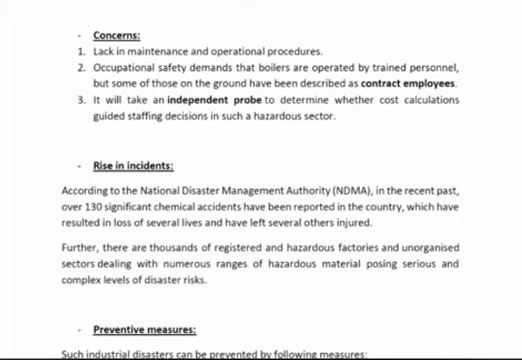 - Concerns:
1. Lack in maintenance and operational procedures.
2. Occupational safety demands that boilers are operated by trained personnel,
but some of those on the ground have been described as contract employees.
3. It will take an independent probe to determine whether cost calculations
guided staffing decisions in such a hazardous sector.
- Rise in incidents:
According to the National Disaster Management Authority (NDMA), in the recent past,
over 130 significant chemical accidents have been reported in the country, which have
resulted in loss of several lives and have left several others injured.
Further, there are thousands of registered and hazardous factories and unorganised
sectors dealing with numerous ranges of hazardous material posing serious and
complex levels of disaster risks.
- Preventive measures:
Such industrial disasters can be prevented by following measures: